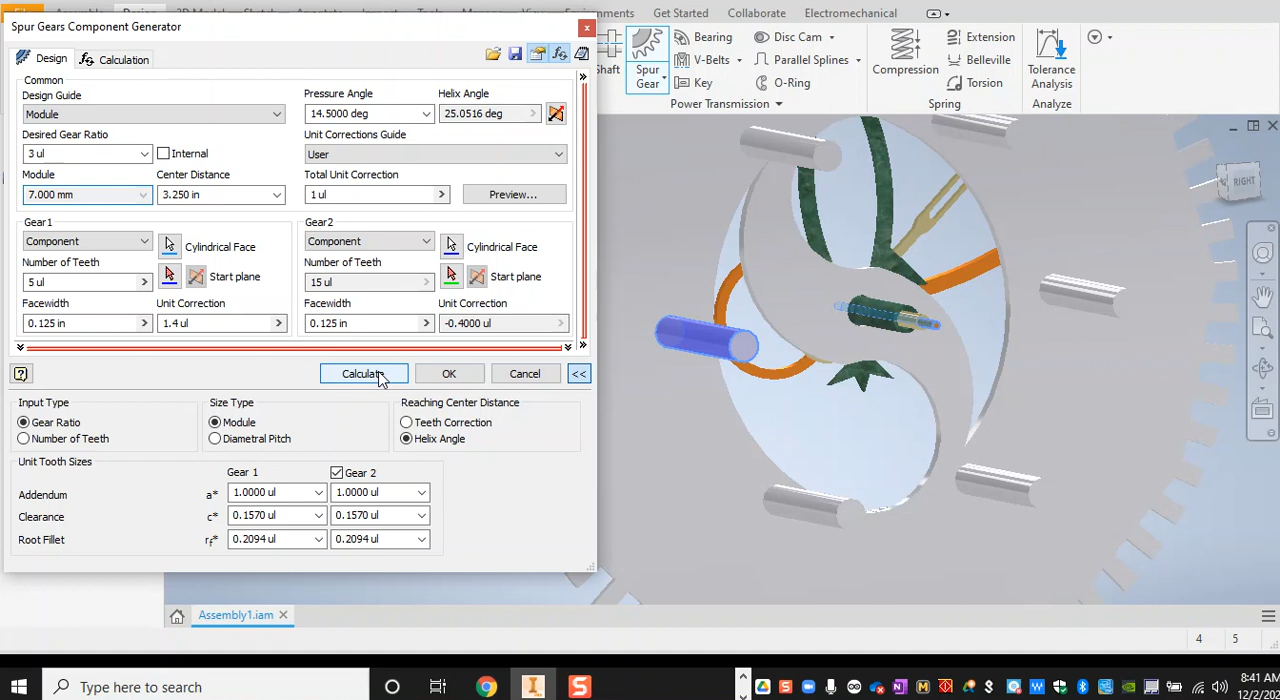 Environments Get Started Collaborate Electromechanical
Spur Gears Component Generator
Design Calculation
Common
Design Guide
Module
Pressure Angle
14.5000 deg
Helix Angle
25.0516 deg
Desired Gear Ratio
3 ul
Internal
Unit Corrections Guide
User
Module
7.000 mm
Center Distance
3.250 in
Total Unit Correction
1 ul
Preview...
Gear1
Component
Cylindrical Face
Number of Teeth
5 ul
Start plane
Facewidth
0.125 in
Unit Correction
1.4 ul
Gear2
Component
Cylindrical Face
Number of Teeth
15 ul
Start plane
Facewidth
0.125 in
Unit Correction
-0.4000 ul
Calculate OK Cancel <<
Input Type
Gear Ratio
Number of Teeth
Size Type
Module
Diametral Pitch
Reaching Center Distance
Teeth Correction
Helix Angle
Unit Tooth Sizes
Gear 1 Gear 2
Addendum a* 1.0000 ul 1.0000 ul
Clearance c* 0.1570 ul 0.1570 ul
Root Fillet rf* 0.2094 ul 0.2094 ul
Shaft
Spur
Gear
Bearing
V-Belts
Key
Disc Cam
Parallel Splines
O-Ring
Power Transmission
Compression
Extension
Belleville
Torsion
Spring
Tolerance
Analysis
Analyze
RIGHT
Assembly1.iam
4 5
Type here to search
8:41 AM